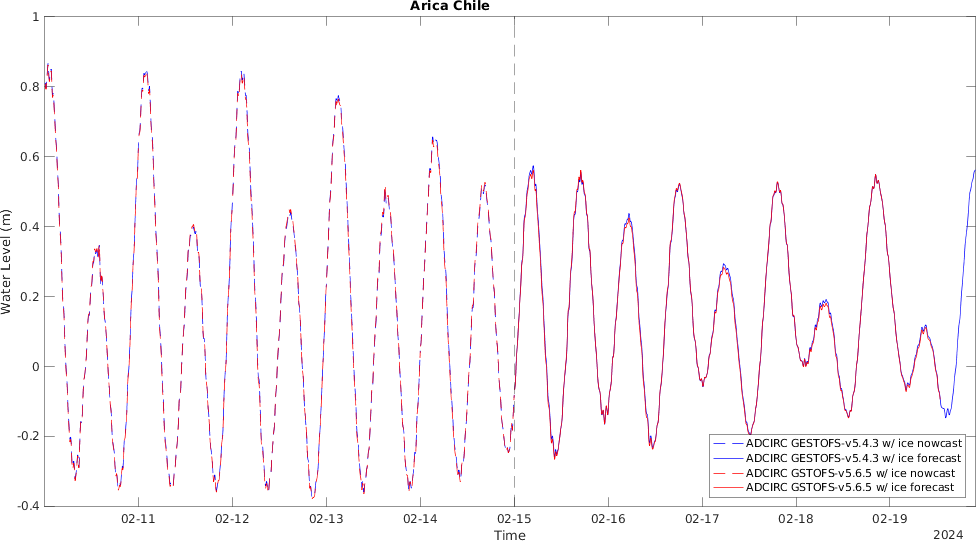 Arica Chile
1
0.8
0.6
0.4
0.2
0
-0.2
-0.4
Water Level (m)
02-11
02-12
02-13
02-14
02-15
02-16
02-17
02-18
02-19
Time
2024
ADCIRC GESTOFS-v5.4.3 w/ ice nowcast
ADCIRC GESTOFS-v5.4.3 w/ ice forecast
ADCIRC GSTOFS-v5.6.5 w/ ice nowcast
ADCIRC GSTOFS-v5.6.5 w/ ice forecast